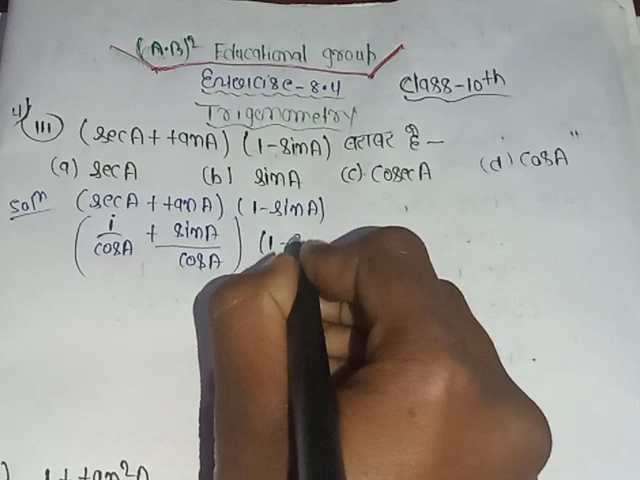 (A.B)² Educational group
Exercise-8.4
Class-10th
Trigonometry
4) (iii) (secA + tanA) (1-sinA) बराबर है-
(a) secA (b) sinA (c) cosecA (d) cosA"
Solⁿ (secA + tanA) (1-sinA)
(1/cosA + sinA/cosA) (1-
1 + tan²A